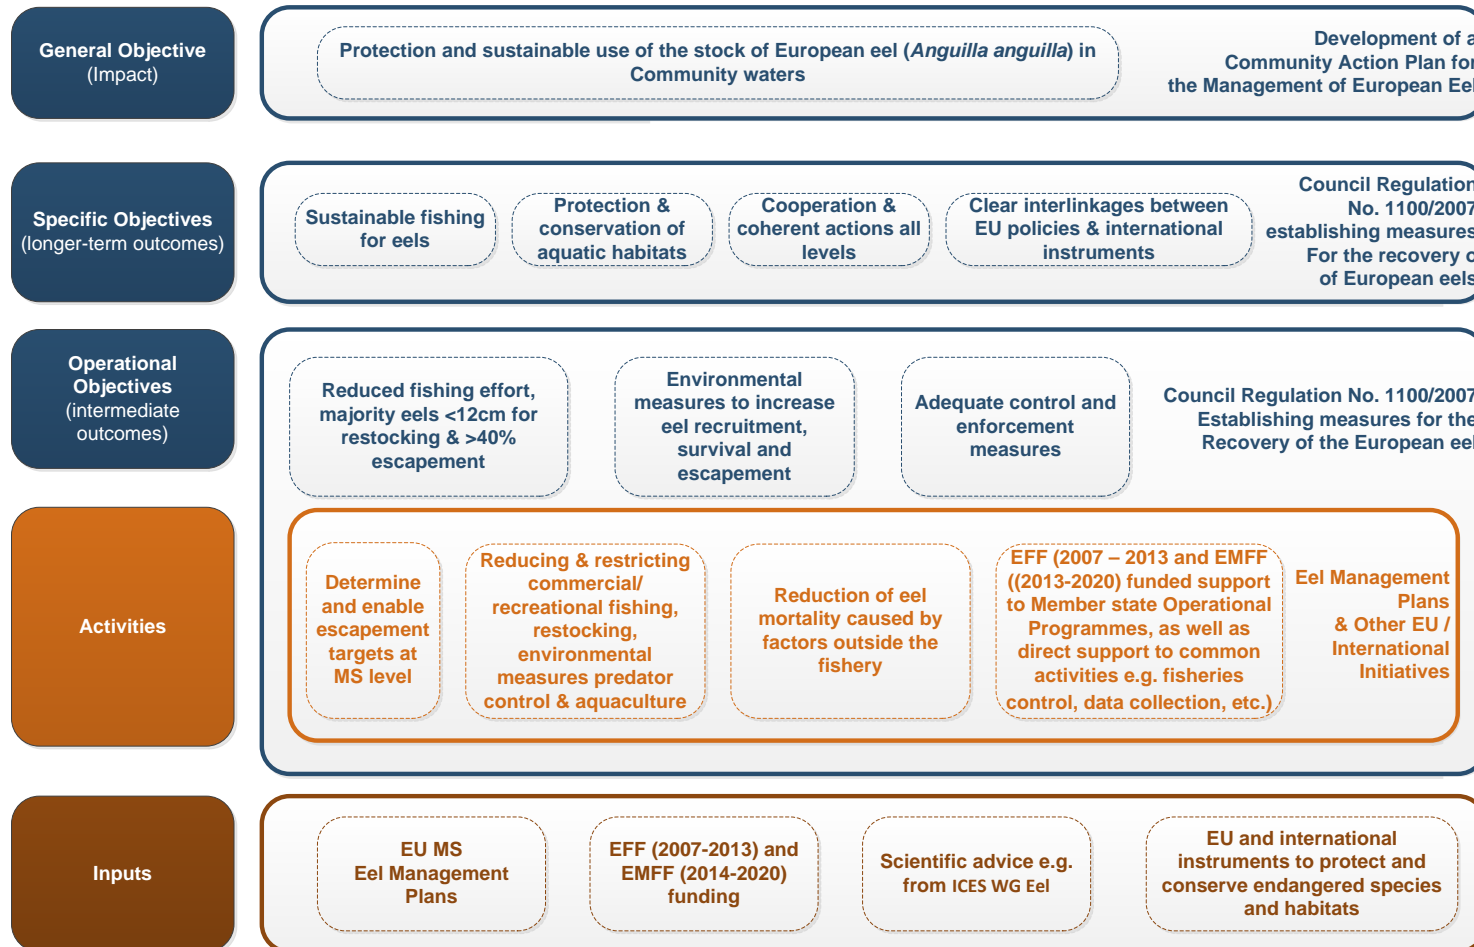 General Objective
(Impact)
Protection and sustainable use of the stock of European eel (Anguilla anguilla) in
Community waters
Development of a
Community Action Plan for
the Management of European Eel
Specific Objectives
(longer-term outcomes)
Sustainable fishing
for eels
Protection &
conservation of
aquatic habitats
Cooperation &
coherent actions all
levels
Clear interlinkages between
EU policies & international
instruments
Council Regulation
No. 1100/2007
establishing measures
For the recovery o
of European eels
Operational
Objectives
(intermediate
outcomes)
Reduced fishing effort,
majority eels <12cm for
restocking & >40%
escapement
Environmental
measures to increase
eel recruitment,
survival and
escapement
Adequate control and
enforcement
measures
Council Regulation No. 1100/2007
Establishing measures for the
Recovery of the European eel
Activities
Determine
and enable
escapement
targets at
MS level
Reducing & restricting
commercial/
recreational fishing,
restocking,
environmental
measures predator
control & aquaculture
Reduction of eel
mortality caused by
factors outside the
fishery
EFF (2007 – 2013 and EMFF
((2013-2020) funded support
to Member state Operational
Programmes, as well as
direct support to common
activities e.g. fisheries
control, data collection, etc.)
Eel Management
Plans
& Other EU /
International
Initiatives
Inputs
EU MS
Eel Management
Plans
EFF (2007-2013) and
EMFF (2014-2020)
funding
Scientific advice e.g.
from ICES WG Eel
EU and international
instruments to protect and
conserve endangered species
and habitats